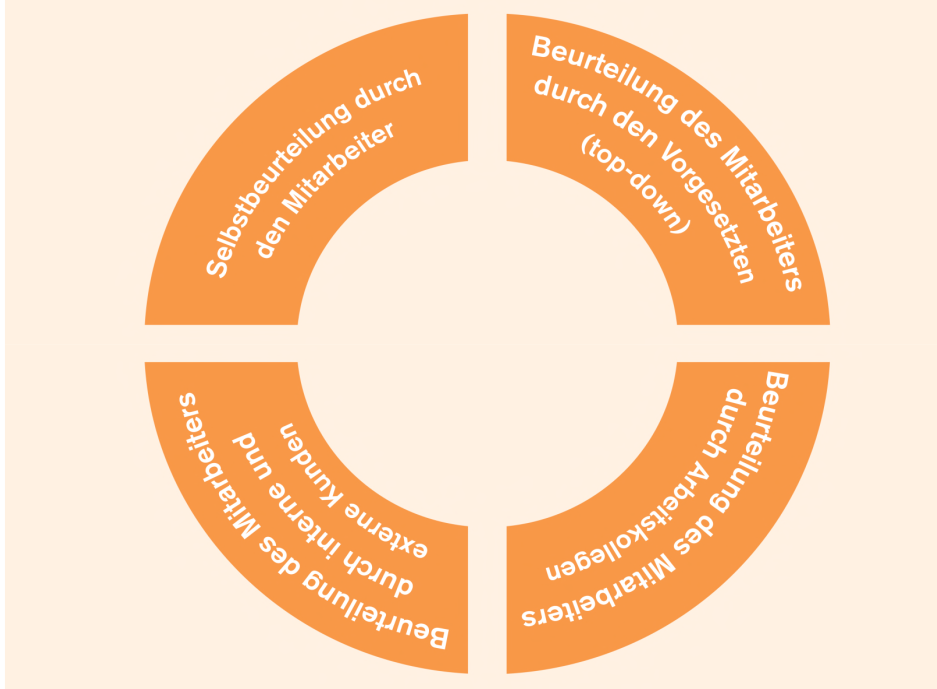 Selbstbeurteilung durch
den Mitarbeiter
Beurteilung des Mitarbeiters
durch den Vorgesetzten
(top-down)
Beurteilung des Mitarbeiters
durch Arbeitskollegen
Beurteilung des Mitarbeiters
durch interne und
externe Kunden